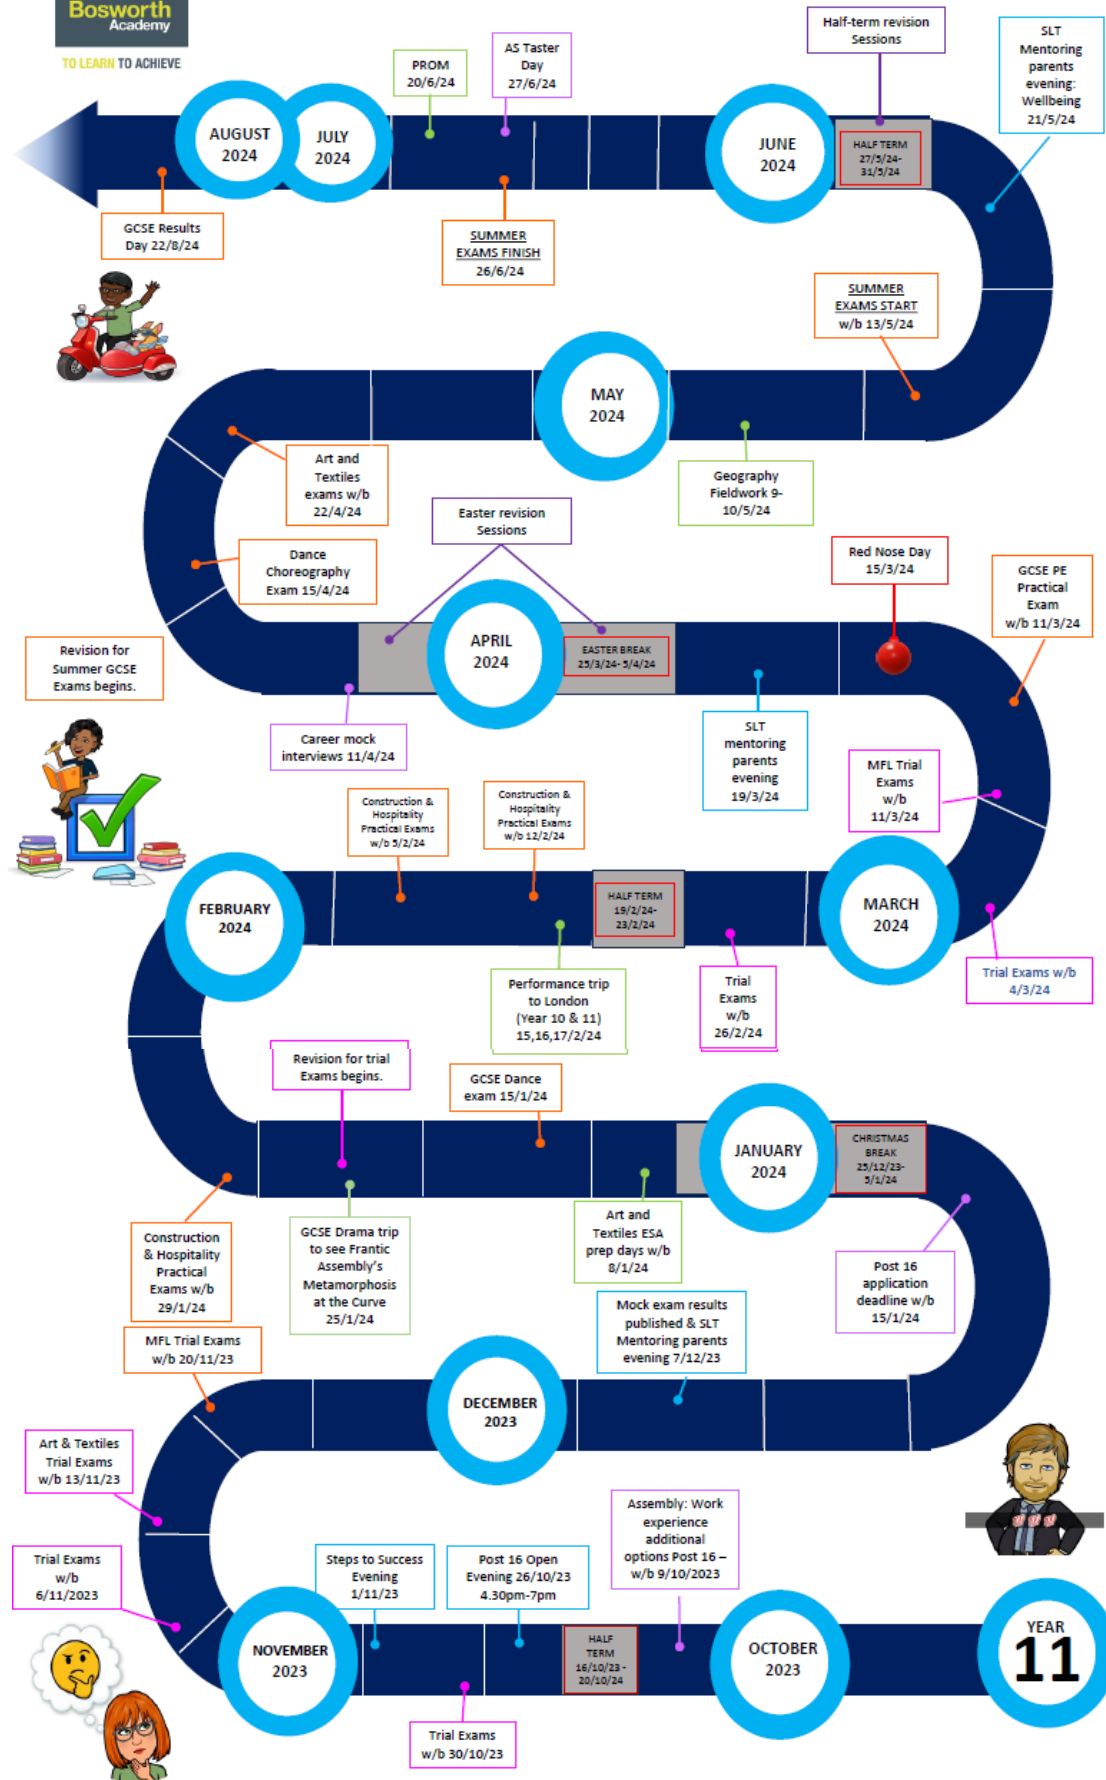 Bosworth
Academy
TO LEARN TO ACHIEVE
PROM
20/6/24
AS Taster
Day
27/6/24
Half-term revision
Sessions
SLT
Mentoring
parents
evening:
Wellbeing
21/5/24
AUGUST
2024
JULY
2024
JUNE
2024
HALF TERM
27/5/24-
31/5/24
GCSE Results
Day 22/8/24
SUMMER
EXAMS FINISH
26/6/24
SUMMER
EXAMS START
w/b 13/5/24
MAY
2024
Art and
Textiles
exams w/b
22/4/24
Geography
Fieldwork 9-
10/5/24
Easter revision
Sessions
Dance
Choreography
Exam 15/4/24
Red Nose Day
15/3/24
GCSE PE
Practical
Exam
w/b 11/3/24
Revision for
Summer GCSE
Exams begins.
APRIL
2024
EASTER BREAK
25/3/24- 5/4/24
Career mock
interviews 11/4/24
SLT
mentoring
parents
evening
19/3/24
MFL Trial
Exams
w/b
11/3/24
Construction &
Hospitality
Practical Exams
w/b 5/2/24
Construction &
Hospitality
Practical Exams
w/b 12/2/24
FEBRUARY
2024
HALF TERM
19/2/24-
23/2/24
MARCH
2024
Performance trip
to London
(Year 10 & 11)
15,16,17/2/24
Trial
Exams
w/b
26/2/24
Trial Exams w/b
4/3/24
Revision for trial
Exams begins.
GCSE Dance
exam 15/1/24
JANUARY
2024
CHRISTMAS
BREAK
25/12/23-
5/1/24
Construction
& Hospitality
Practical
Exams w/b
29/1/24
GCSE Drama trip
to see Frantic
Assembly's
Metamorphosis
at the Curve
25/1/24
Art and
Textiles ESA
prep days w/b
8/1/24
Post 16
application
deadline w/b
15/1/24
MFL Trial Exams
w/b 20/11/23
Mock exam results
published & SLT
Mentoring parents
evening 7/12/23
DECEMBER
2023
Art & Textiles
Trial Exams
w/b 13/11/23
Trial Exams
w/b
6/11/2023
Steps to Success
Evening
1/11/23
Post 16 Open
Evening 26/10/23
4.30pm-7pm
Assembly: Work
experience
additional
options Post 16 –
w/b 9/10/2023
NOVEMBER
2023
HALF
TERM
16/10/23 -
20/10/24
OCTOBER
2023
YEAR
11
Trial Exams
w/b 30/10/23